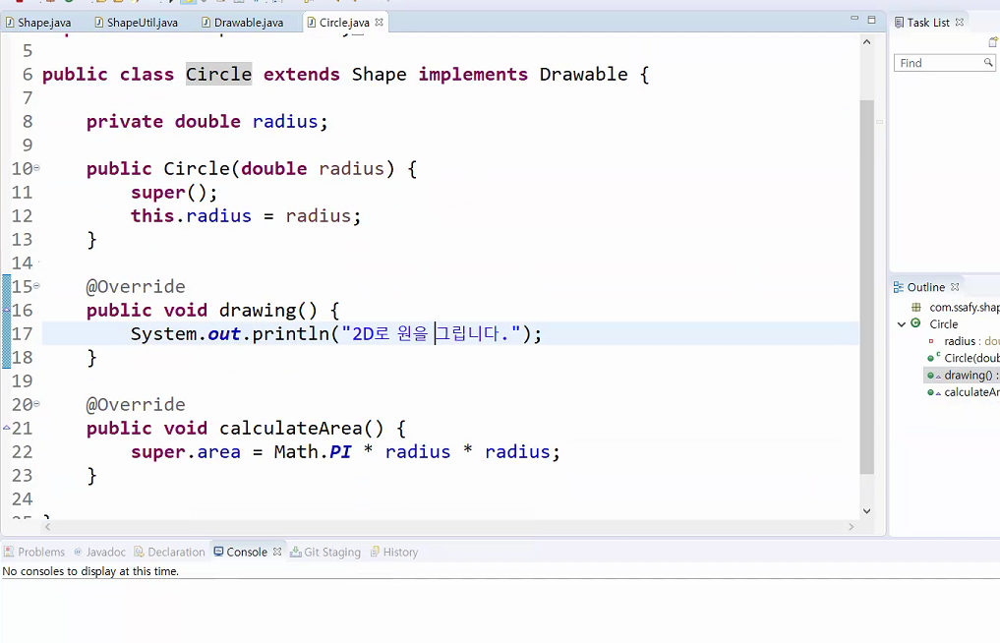 Shape.java ShapeUtil.java Drawable.java Circle.java
Task List
Find
5
6 public class Circle extends Shape implements Drawable {
7
8 private double radius;
9
10 public Circle(double radius) {
11 super();
12 this.radius = radius;
13 }
14
15 @Override
16 public void drawing() {
17 System.out.println("2D로 원을 그립니다.");
18 }
19
20 @Override
21 public void calculateArea() {
22 super.area = Math.PI * radius * radius;
23 }
24
}
Outline
com.ssafy.shap
Circle
radius : dou
Circle(doub
drawing() :
calculateAr
Problems Javadoc Declaration Console Git Staging History
No consoles to display at this time.